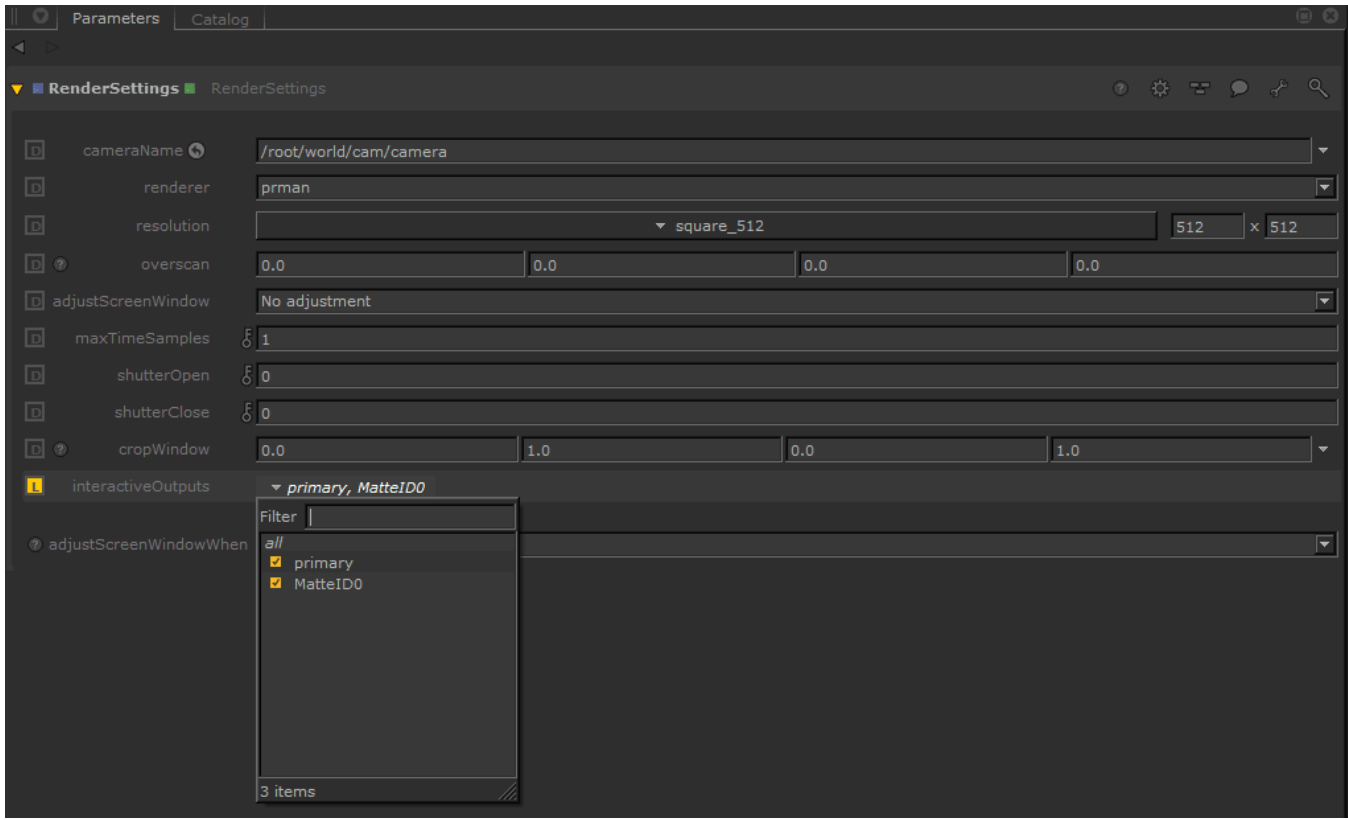 Parameters Catalog
RenderSettings RenderSettings
D cameraName /root/world/cam/camera
D renderer prman
D resolution square_512 512 x 512
D ? overscan 0.0 0.0 0.0 0.0
D adjustScreenWindow No adjustment
D maxTimeSamples 1
D shutterOpen 0
D shutterClose 0
D ? cropWindow 0.0 1.0 0.0 1.0
L interactiveOutputs primary, MatteID0
Filter
? adjustScreenWindowWhen
all
primary
MatteID0
3 items